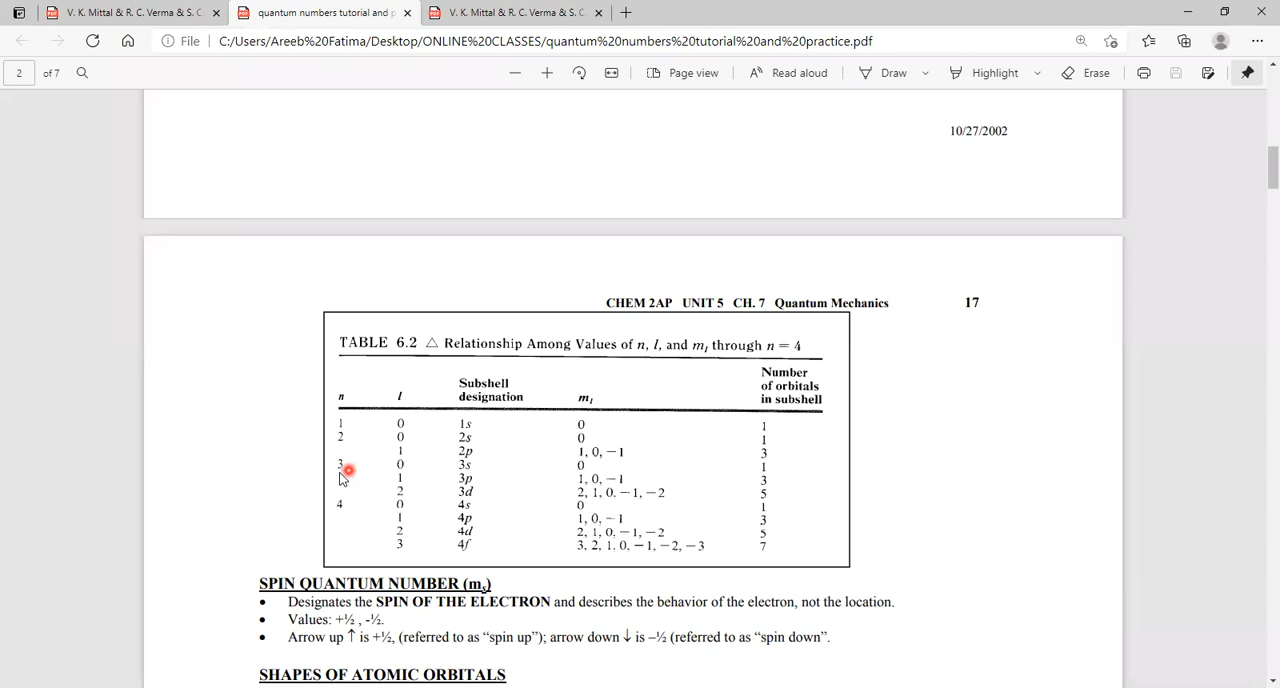 V. K. Mittal & R. C. Verma & S. C
quantum numbers tutorial and p
V. K. Mittal & R. C. Verma & S. C.
File
C:/Users/Areeb%20Fatima/Desktop/ONLINE%20CLASSES/quantum%20numbers%20tutorial%20and%20practice.pdf
2 of 7 Page view Read aloud Draw Highlight Erase
10/27/2002
CHEM 2AP UNIT 5 CH. 7 Quantum Mechanics 17
TABLE 6.2 △ Relationship Among Values of n, l, and mₗ through n = 4
n l Subshell designation mₗ Number of orbitals in subshell
1 0 1s 0 1
2 0 2s 0 1
1 2p 1, 0, −1 3
3 0 3s 0 1
1 3p 1, 0, −1 3
2 3d 2, 1, 0, −1, −2 5
4 0 4s 0 1
1 4p 1, 0, −1 3
2 4d 2, 1, 0, −1, −2 5
3 4f 3, 2, 1, 0, −1, −2, −3 7
SPIN QUANTUM NUMBER (mₛ)
• Designates the SPIN OF THE ELECTRON and describes the behavior of the electron, not the location.
• Values: +½ , -½.
• Arrow up ↑ is +½, (referred to as “spin up”); arrow down ↓ is –½ (referred to as “spin down”.
SHAPES OF ATOMIC ORBITALS